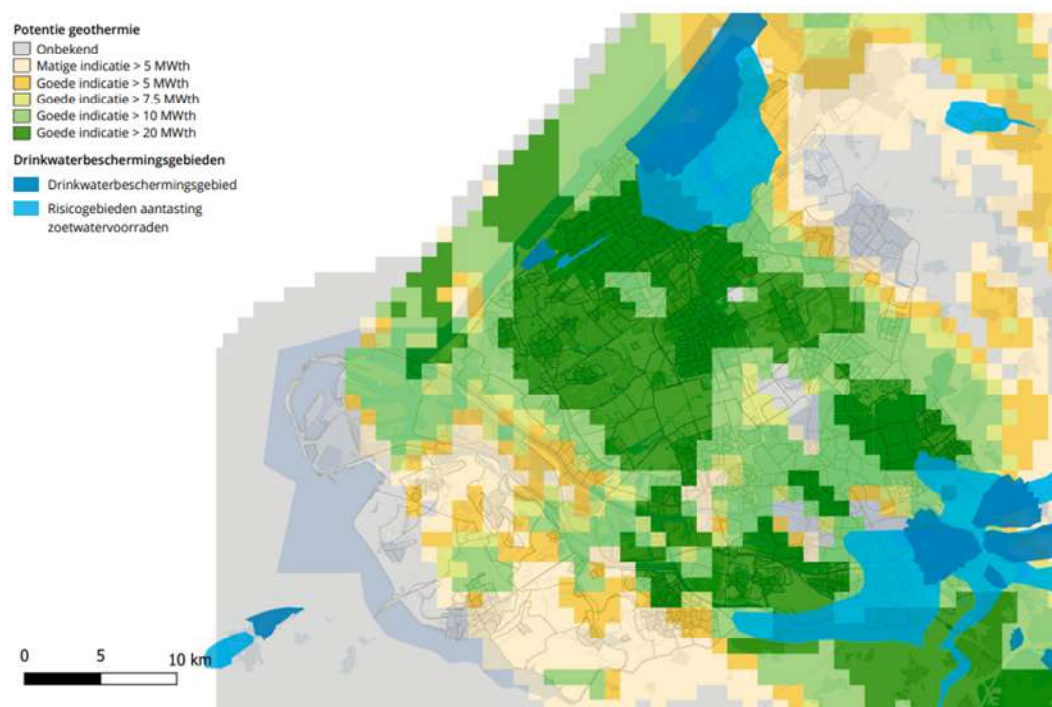 Potentie geothermie
Onbekend
Matige indicatie > 5 MWth
Goede indicatie > 5 MWth
Goede indicatie > 7.5 MWth
Goede indicatie > 10 MWth
Goede indicatie > 20 MWth
Drinkwaterbeschermingsgebieden
Drinkwaterbeschermingsgebied
Risicogebieden aantasting
zoetwatervoorraden
0 5 10 km